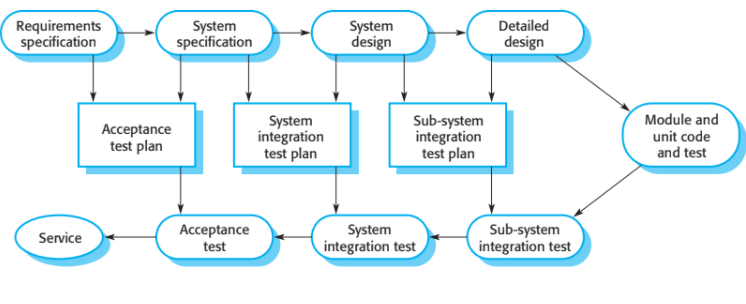 Requirements
specification
System
specification
System
design
Detailed
design
Acceptance
test plan
System
integration
test plan
Sub-system
integration
test plan
Module and
unit code
and test
Service
Acceptance
test
System
integration test
Sub-system
integration test